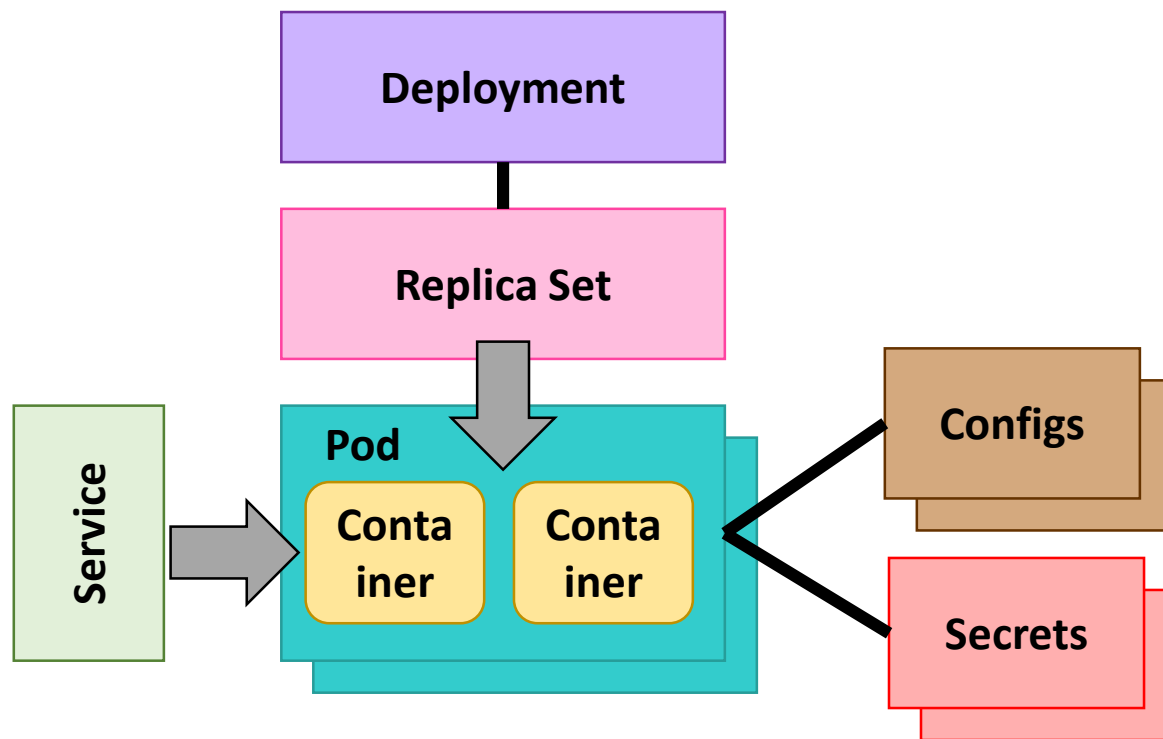 Deployment
Replica Set
Pod
Conta
iner
Conta
iner
Service
Configs
Secrets